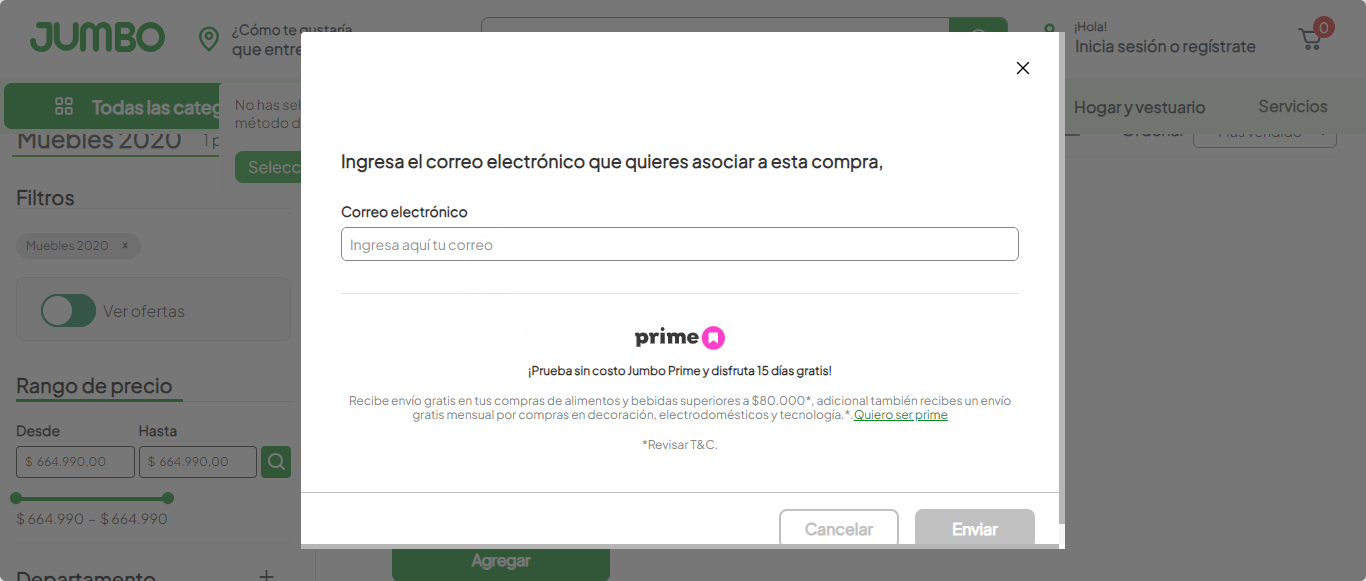 JUMBO
¿Cómo te gustaría
que entre
¡Hola!
Inicia sesión o regístrate
0
Todas las categ
Hogar y vestuario
Servicios
No has sel
método d
Selecc
Muebles 2020
1 p
Ordenar
Más vendido
Filtros
Muebles 2020 x
Ver ofertas
Rango de precio
Desde
Hasta
$ 664.990,00
$ 664.990,00
$ 664.990 – $ 664.990
Departamento
Ingresa el correo electrónico que quieres asociar a esta compra,
Correo electrónico
Ingresa aquí tu correo
prime
¡Prueba sin costo Jumbo Prime y disfruta 15 días gratis!
Recibe envío gratis en tus compras de alimentos y bebidas superiores a $80.000*, adicional también recibes un envío
gratis mensual por compras en decoración, electrodomésticos y tecnología.*.Quiero ser prime
*Revisar T&C.
Cancelar
Enviar
Agregar